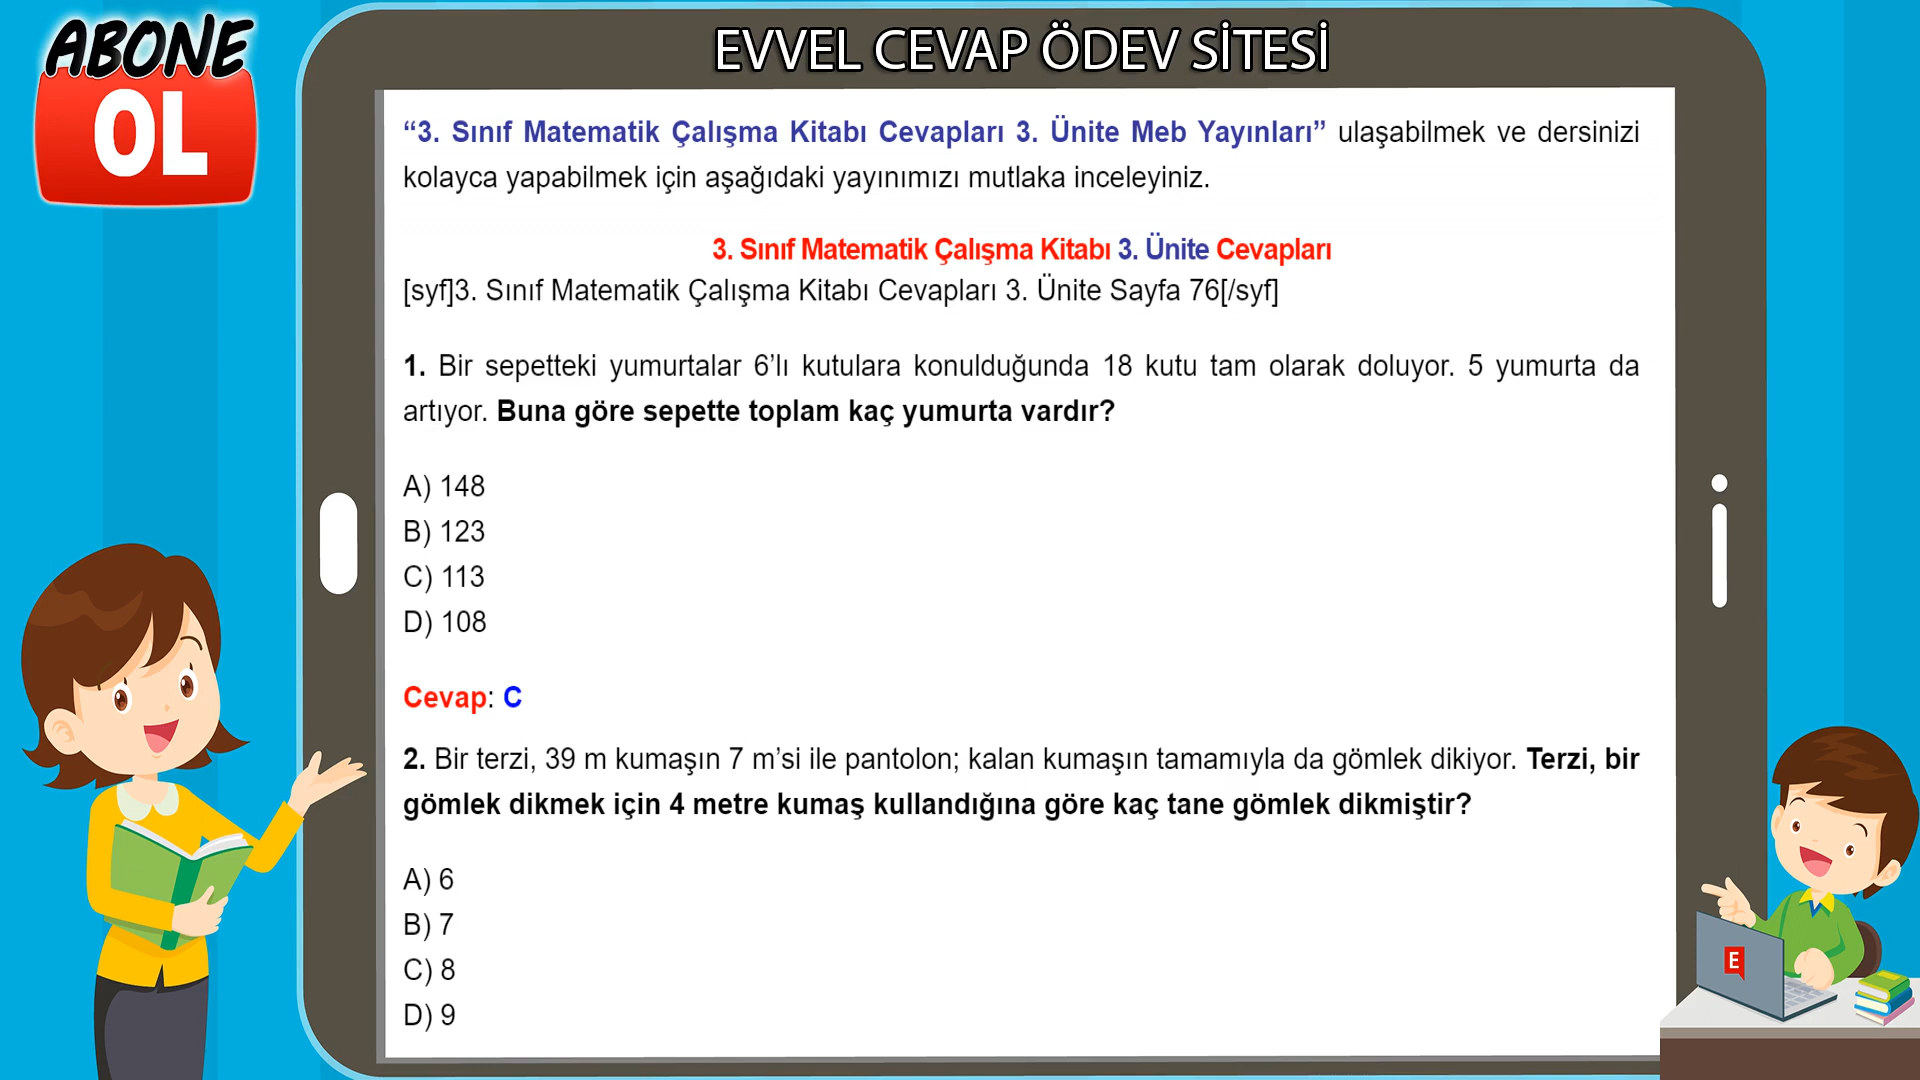 ABONE
OL
EVVEL CEVAP ÖDEV SİTESİ
“3. Sınıf Matematik Çalışma Kitabı Cevapları 3. Ünite Meb Yayınları” ulaşabilmek ve dersinizi
kolayca yapabilmek için aşağıdaki yayınımızı mutlaka inceleyiniz.
3. Sınıf Matematik Çalışma Kitabı 3. Ünite Cevapları
[syf]3. Sınıf Matematik Çalışma Kitabı Cevapları 3. Ünite Sayfa 76[/syf]
1. Bir sepetteki yumurtalar 6’lı kutulara konulduğunda 18 kutu tam olarak doluyor. 5 yumurta da
artıyor. Buna göre sepette toplam kaç yumurta vardır?
A) 148
B) 123
C) 113
D) 108
Cevap: C
2. Bir terzi, 39 m kumaşın 7 m’si ile pantolon; kalan kumaşın tamamıyla da gömlek dikiyor. Terzi, bir
gömlek dikmek için 4 metre kumaş kullandığına göre kaç tane gömlek dikmiştir?
A) 6
B) 7
C) 8
D) 9
E